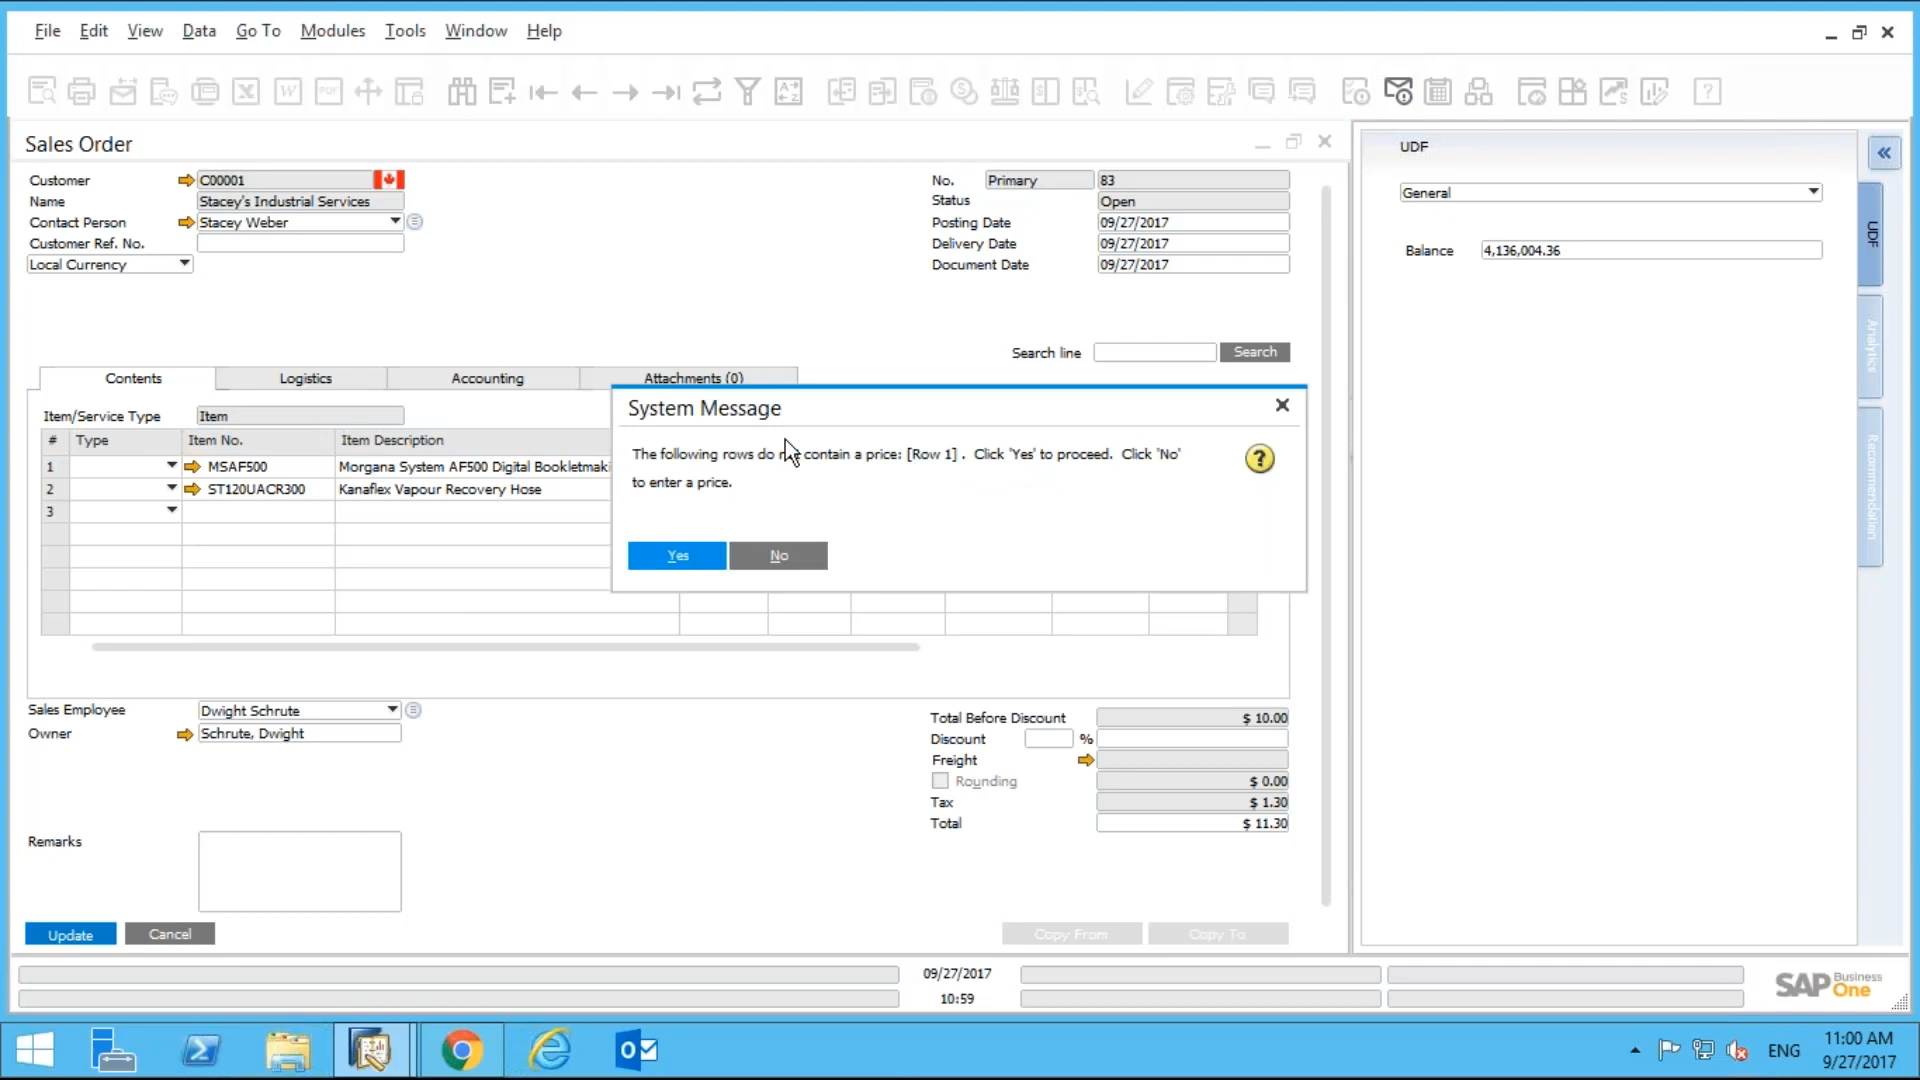 File Edit View Data Go To Modules Tools Window Help
Sales Order
Customer C00001
Name Stacey's Industrial Services
Contact Person Stacey Weber
Customer Ref. No.
Local Currency
No. Primary 83
Status Open
Posting Date 09/27/2017
Delivery Date 09/27/2017
Document Date 09/27/2017
Search line Search
Contents Logistics Accounting Attachments (0)
Item/Service Type Item
# Type Item No. Item Description
1 MSAF500 Morgana System AF500 Digital Bookletmaki
2 ST120UACR300 Kanaflex Vapour Recovery Hose
3
System Message
The following rows do contain a price: [Row 1] . Click 'Yes' to proceed. Click 'No'
to enter a price.
Yes No
Sales Employee Dwight Schrute
Owner Schrute, Dwight
Total Before Discount $ 10.00
Discount %
Freight
Rounding $ 0.00
Tax $ 1.30
Total $ 11.30
Remarks
Update Cancel
Copy From Copy To
UDF
General
Balance 4,136,004.36
UDF
Analytics
Recommendation
09/27/2017
10:59
SAP Business One
ENG
11:00 AM
9/27/2017